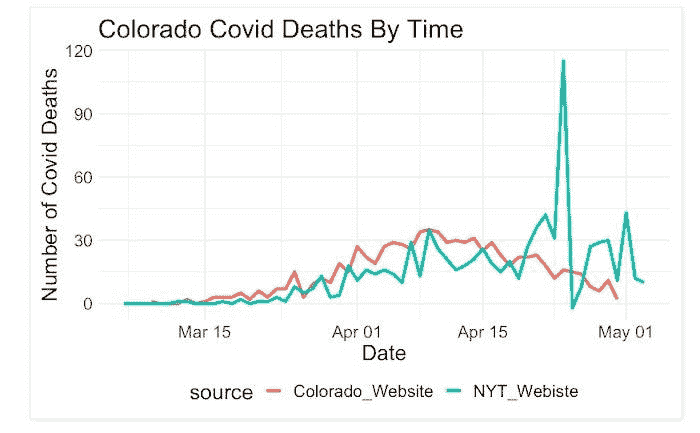 Colorado Covid Deaths By Time
Number of Covid Deaths
120
90
60
30
0
Mar 15 Apr 01 Apr 15 May 01
Date
source Colorado_Website NYT_Webiste